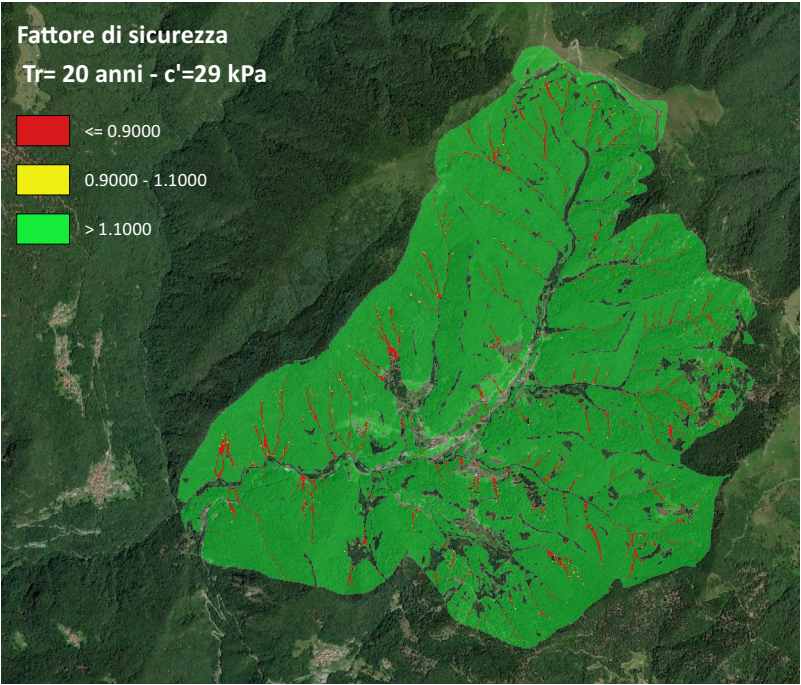 Fattore di sicurezza
Tr= 20 anni - c'=29 kPa
<= 0.9000
0.9000 - 1.1000
> 1.1000